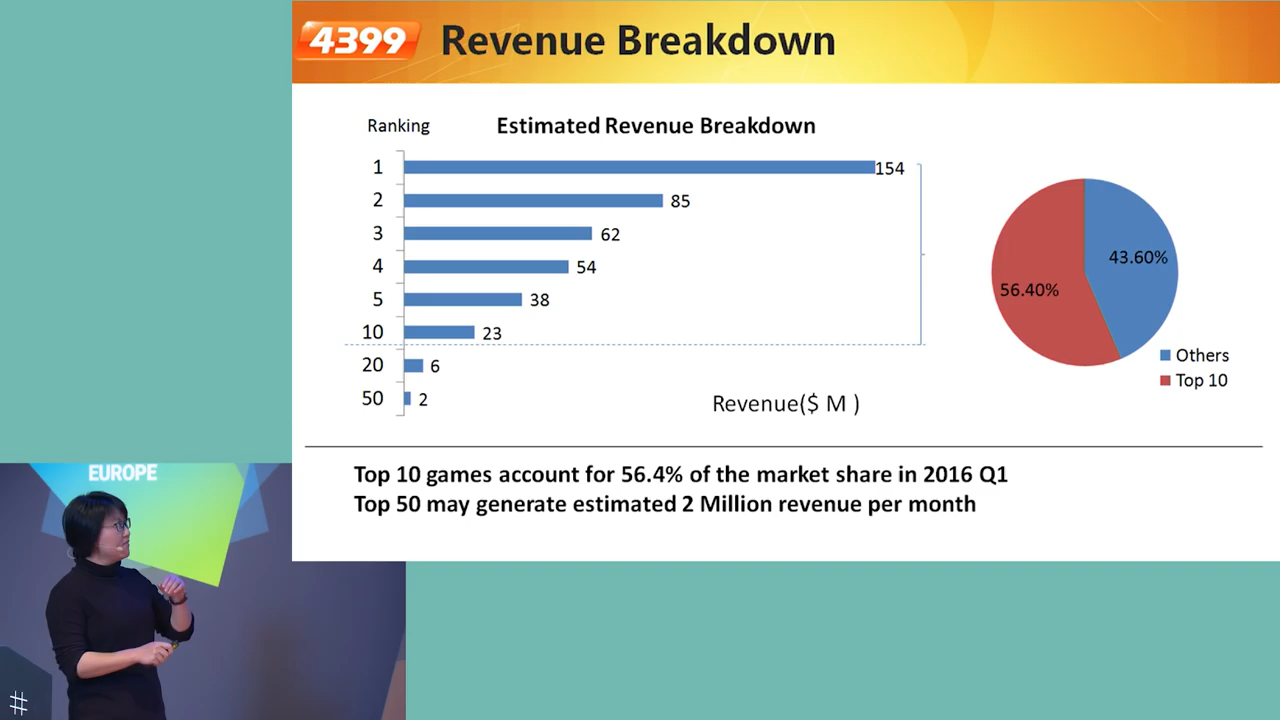 4399
Revenue Breakdown
Ranking
Estimated Revenue Breakdown
1 154
2 85
3 62
4 54
5 38
10 23
20 6
50 2
Revenue($ M )
43.60%
56.40%
Others
Top 10
Top 10 games account for 56.4% of the market share in 2016 Q1
Top 50 may generate estimated 2 Million revenue per month
EUROPE
#